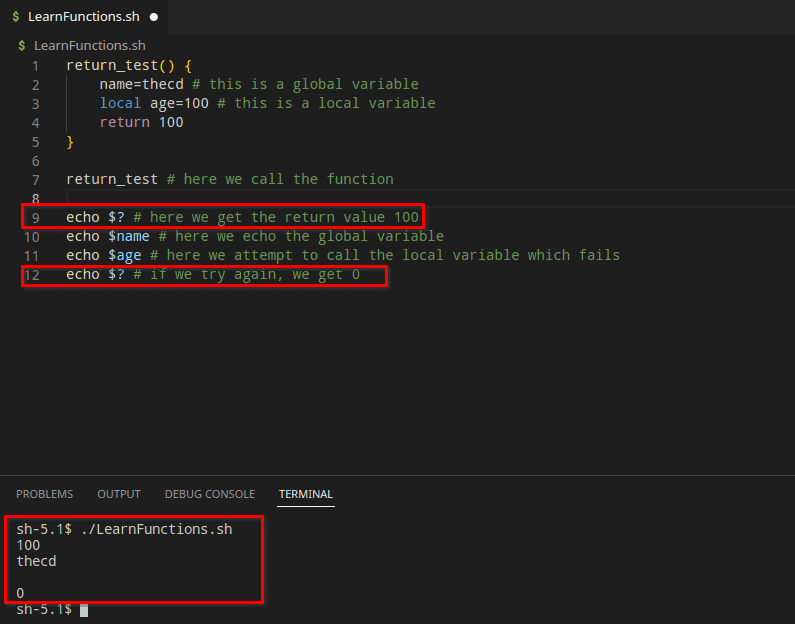 $ LearnFunctions.sh ●
$ LearnFunctions.sh
1 return_test() {
2 name=thecd # this is a global variable
3 local age=100 # this is a local variable
4 return 100
5 }
6
7 return_test # here we call the function
8
9 echo $? # here we get the return value 100
10 echo $name # here we echo the global variable
11 echo $age # here we attempt to call the local variable which fails
12 echo $? # if we try again, we get 0
PROBLEMS OUTPUT DEBUG CONSOLE TERMINAL
sh-5.1$ ./LearnFunctions.sh
100
thecd
0
sh-5.1$